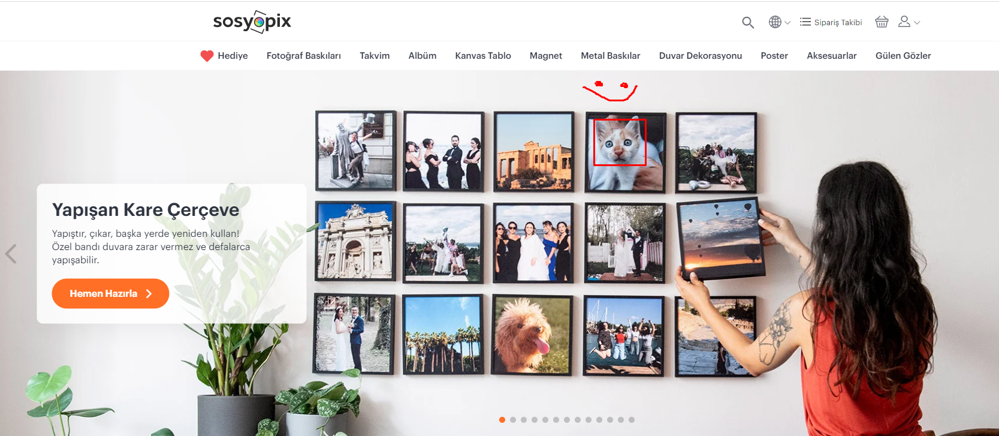 sosyopix
Sipariş Takibi
Hediye
Fotoğraf Baskıları
Takvim
Albüm
Kanvas Tablo
Magnet
Metal Baskılar
Duvar Dekorasyonu
Poster
Aksesuarlar
Gülen Gözler
Yapışan Kare Çerçeve
Yapıştır, çıkar, başka yerde yeniden kullan!
Özel bandı duvara zarar vermez ve defalarca
yapışabilir.
Hemen Hazırla